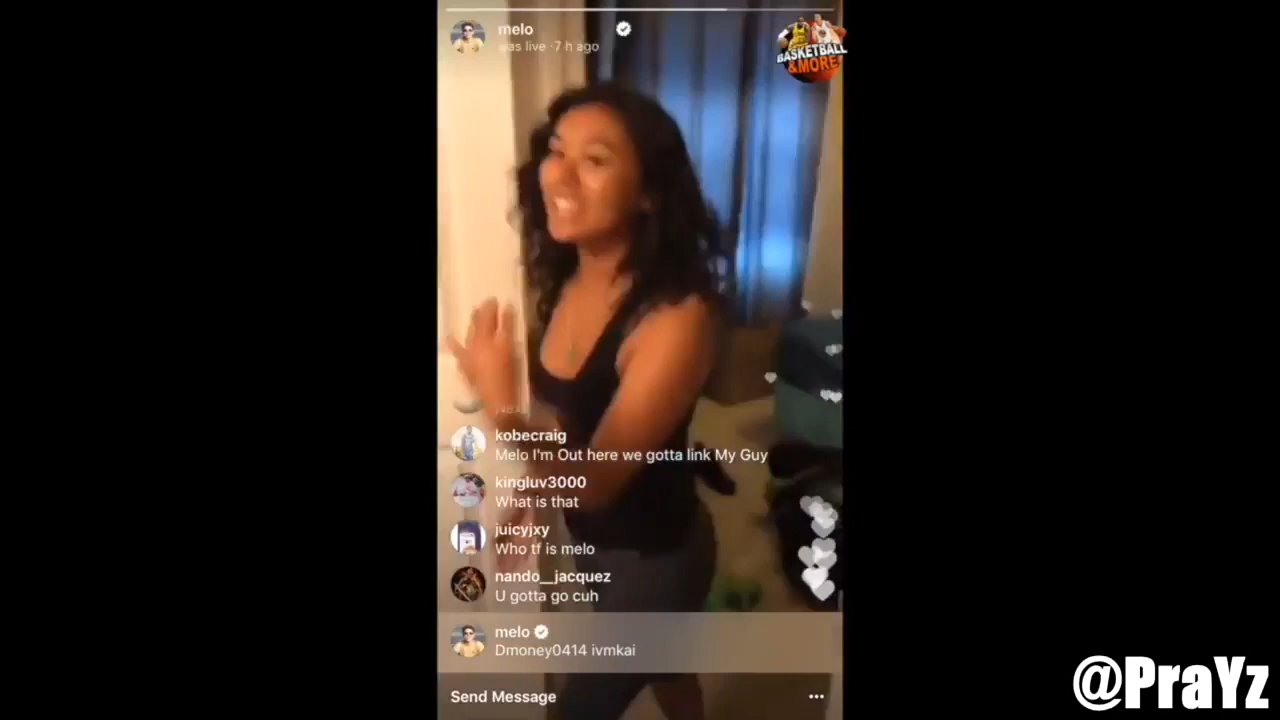 melo
was live · 7 h ago
BASKETBALL
&MORE
kobecraig
Melo I'm Out here we gotta link My Guy
kingluv3000
What is that
juicyjxy
Who tf is melo
nando__jacquez
U gotta go cuh
melo
Dmoney0414 ivmkai
Send Message
@PraYz